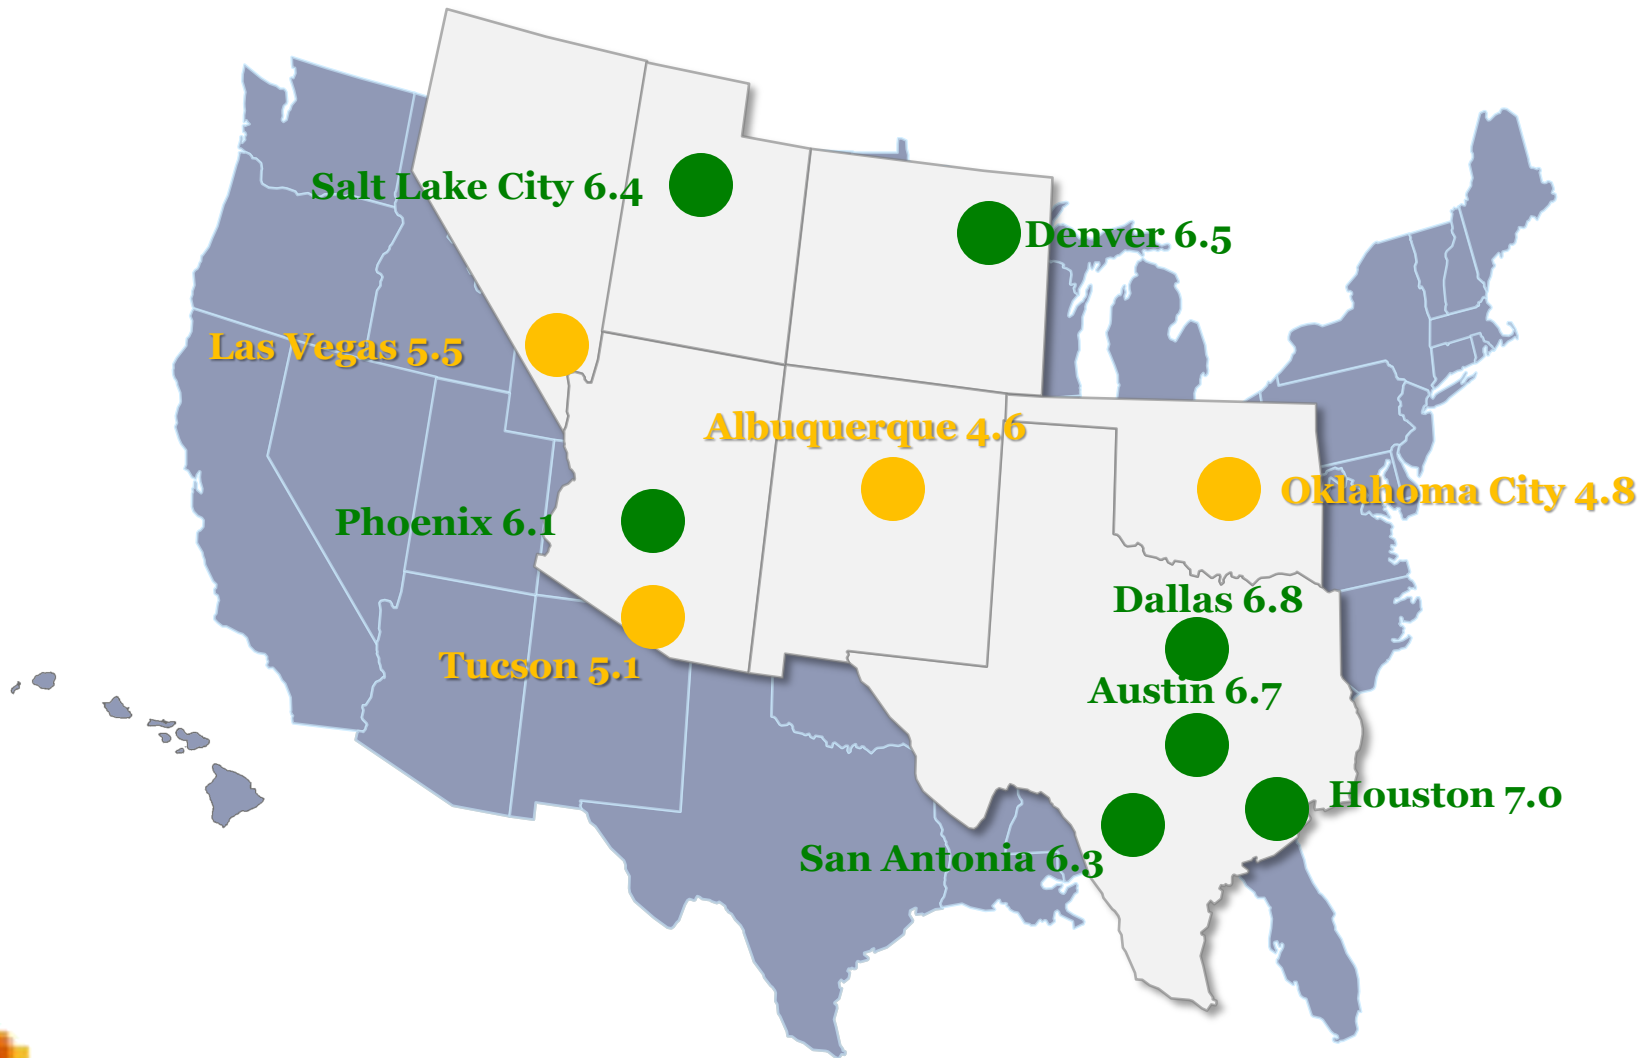 Salt Lake City 6.4
Denver 6.5
Las Vegas 5.5
Albuquerque 4.6
Oklahoma City 4.8
Phoenix 6.1
Dallas 6.8
Tucson 5.1
Austin 6.7
Houston 7.0
San Antonia 6.3